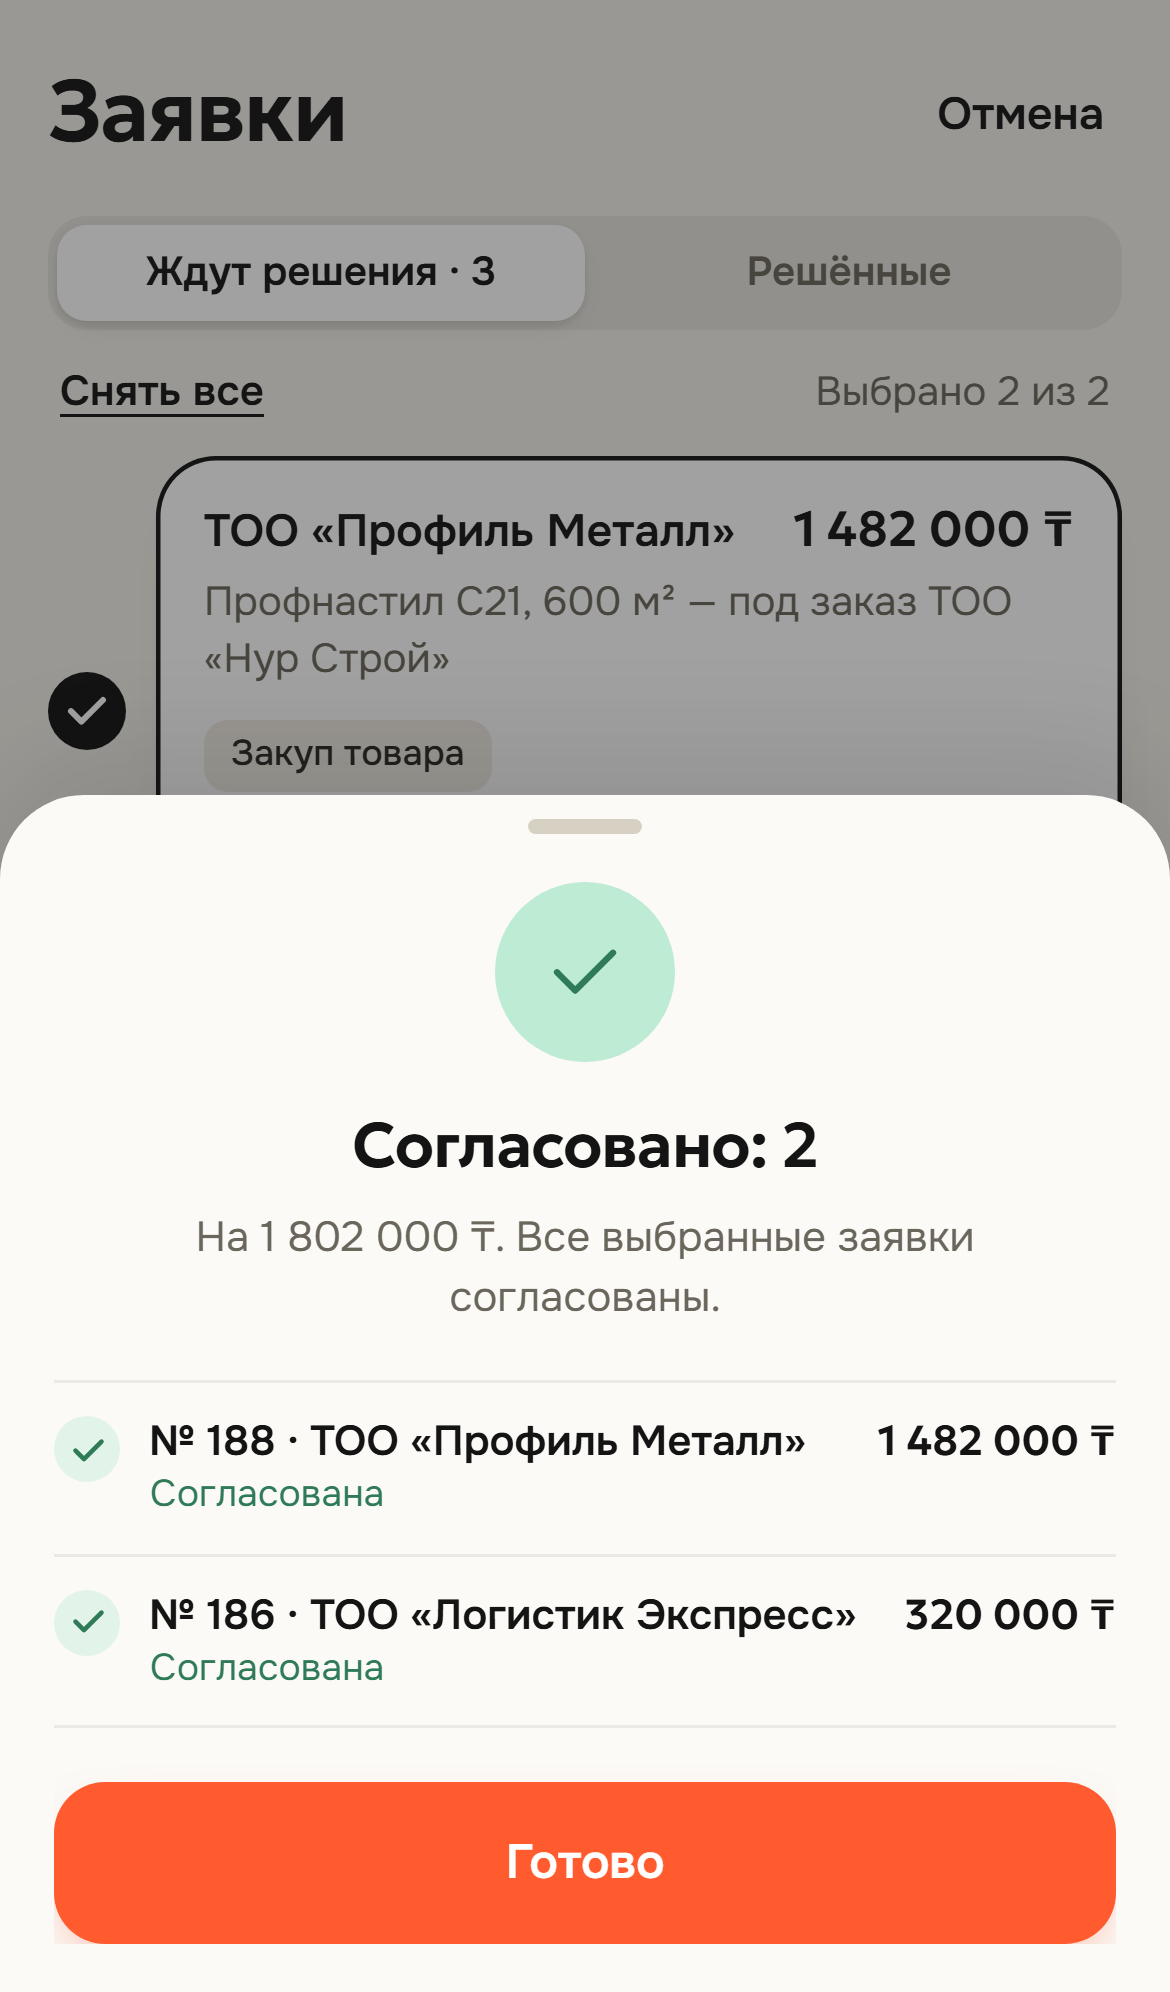 Заявки
Отмена
Ждут решения · 3
Решённые
Снять все
Выбрано 2 из 2
ТОО «Профиль Металл»
1 482 000 ₸
Профнастил С21, 600 м² — под заказ ТОО
«Нур Строй»
Закуп товара
Согласовано: 2
На 1 802 000 ₸. Все выбранные заявки
согласованы.
№ 188 · ТОО «Профиль Металл»
1 482 000 ₸
Согласована
№ 186 · ТОО «Логистик Экспресс»
320 000 ₸
Согласована
Готово